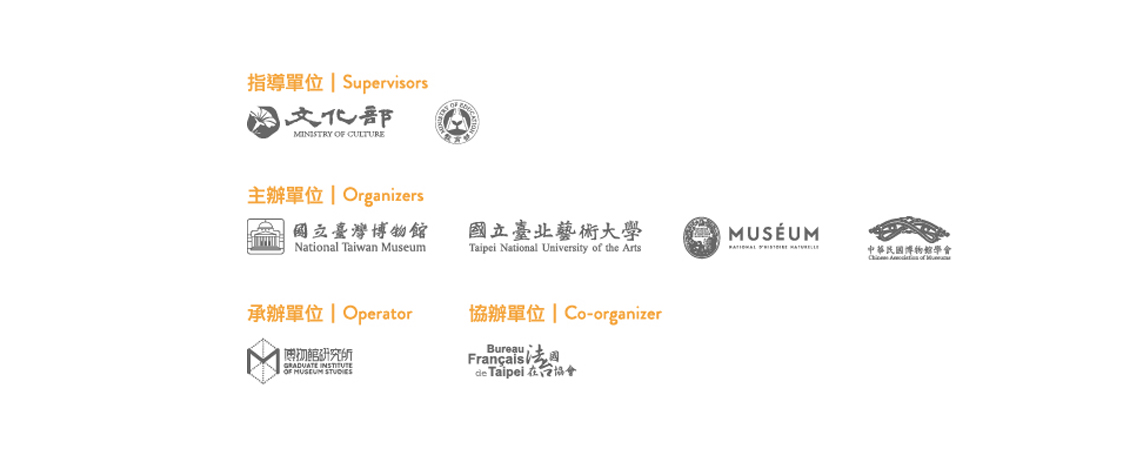 指導單位 | Supervisors
文化部
MINISTRY OF CULTURE
MINISTRY OF EDUCATION
教育部
主辦單位 | Organizers
國立臺灣博物館
National Taiwan Museum
國立臺北藝術大學
Taipei National University of the Arts
MUSÉUM
NATIONAL D'HISTOIRE NATURELLE
中華民國博物館學會
Chinese Association of Museums
承辦單位 | Operator
博物館研究所
GRADUATE INSTITUTE
OF MUSEUM STUDIES
協辦單位 | Co-organizer
Bureau
Français
de Taipei
法國
在台協會